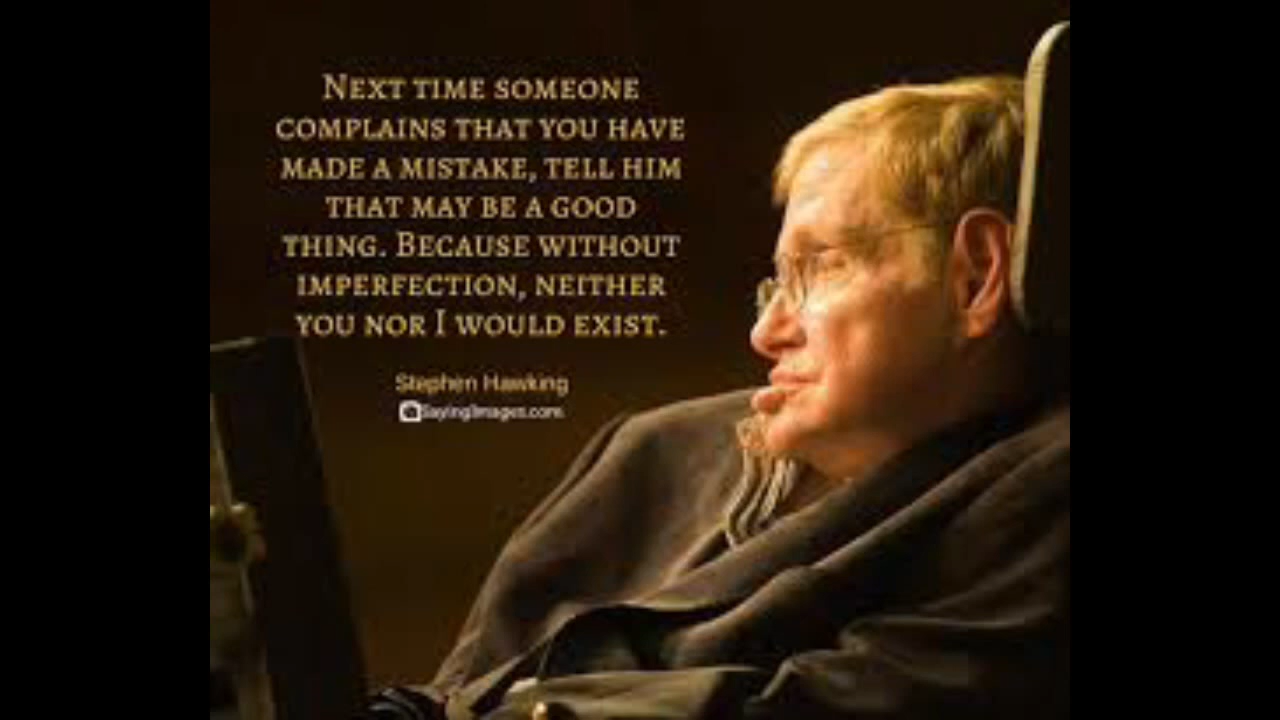 NEXT TIME SOMEONE
COMPLAINS THAT YOU HAVE
MADE A MISTAKE, TELL HIM
THAT MAY BE A GOOD
THING. BECAUSE WITHOUT
IMPERFECTION, NEITHER
YOU NOR I WOULD EXIST.
Stephen Hawking
SayingImages.com